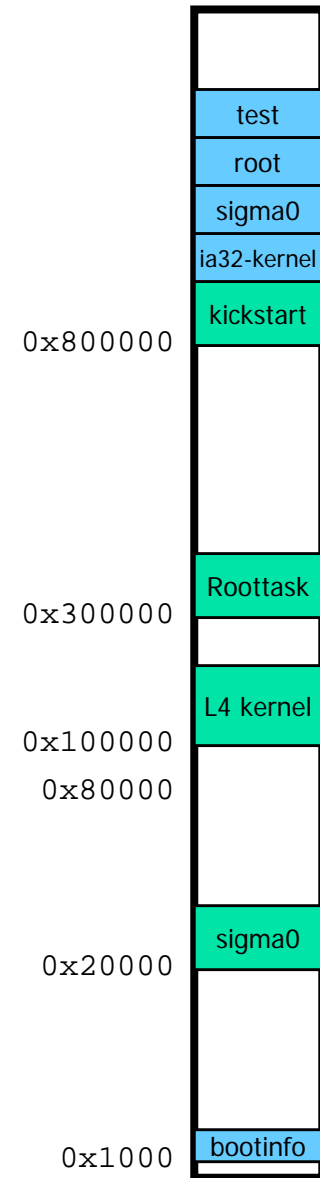 test
root
sigma0
ia32-kernel
kickstart
0x800000
Roottask
0x300000
L4 kernel
0x100000
0x80000
sigma0
0x20000
bootinfo
0x1000